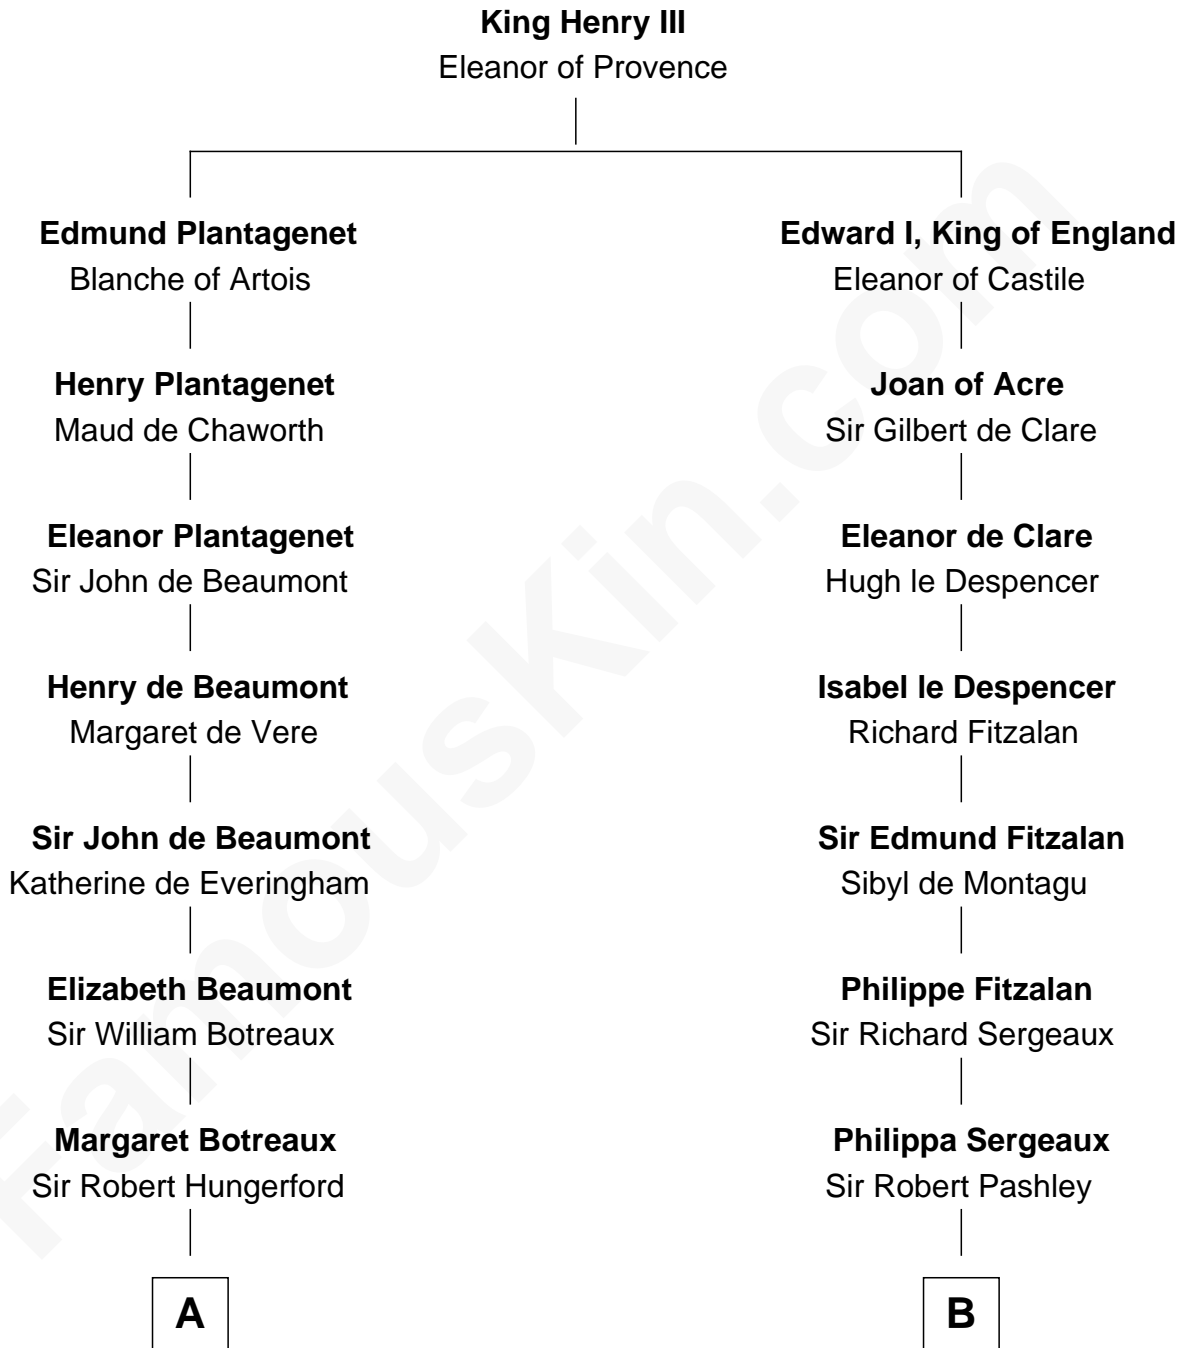 King Henry III
Eleanor of Provence
Edmund Plantagenet
Blanche of Artois
Edward I, King of England
Eleanor of Castile
Henry Plantagenet
Maud de Chaworth
Joan of Acre
Sir Gilbert de Clare
Eleanor Plantagenet
Sir John de Beaumont
Eleanor de Clare
Hugh le Despencer
Henry de Beaumont
Margaret de Vere
Isabel le Despencer
Richard Fitzalan
Sir John de Beaumont
Katherine de Everingham
Sir Edmund Fitzalan
Sibyl de Montagu
Elizabeth Beaumont
Sir William Botreaux
Philippe Fitzalan
Sir Richard Sergeaux
Margaret Botreaux
Sir Robert Hungerford
Philippa Sergeaux
Sir Robert Pashley
A
B
FamousKin.com